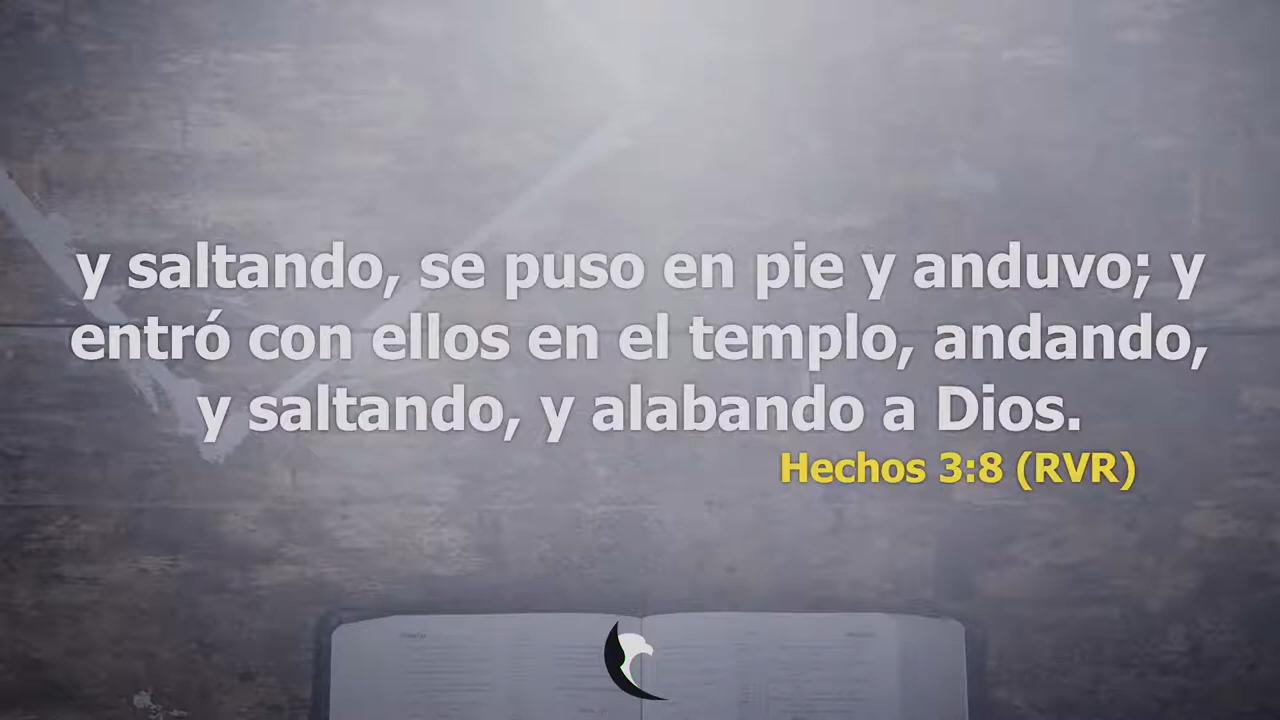 y saltando, se puso en pie y anduvo; y
entró con ellos en el templo, andando,
y saltando, y alabando a Dios.
Hechos 3:8 (RVR)